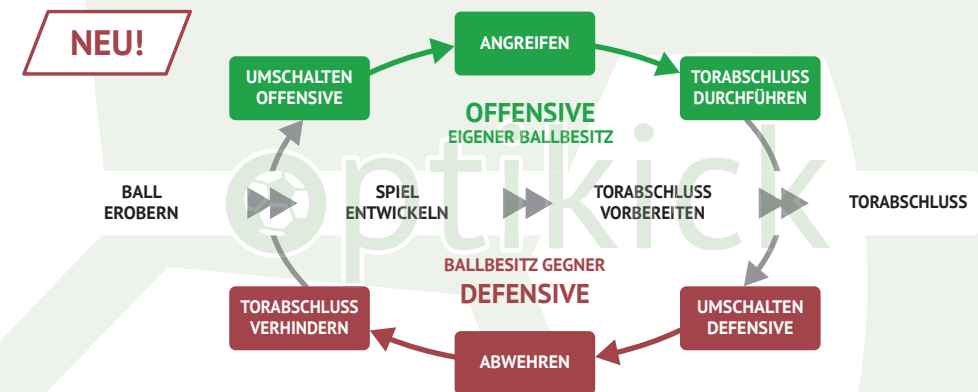 NEU!
ANGREIFEN
UMSCHALTEN
OFFENSIVE
TORABSCHLUSS
DURCHFÜHREN
OFFENSIVE
EIGENER BALLBESITZ
BALL
EROBERN
SPIEL
ENTWICKELN
TORABSCHLUSS
VORBEREITEN
TORABSCHLUSS
optikick
BALLBESITZ GEGNER
DEFENSIVE
TORABSCHLUSS
VERHINDERN
UMSCHALTEN
DEFENSIVE
ABWEHREN